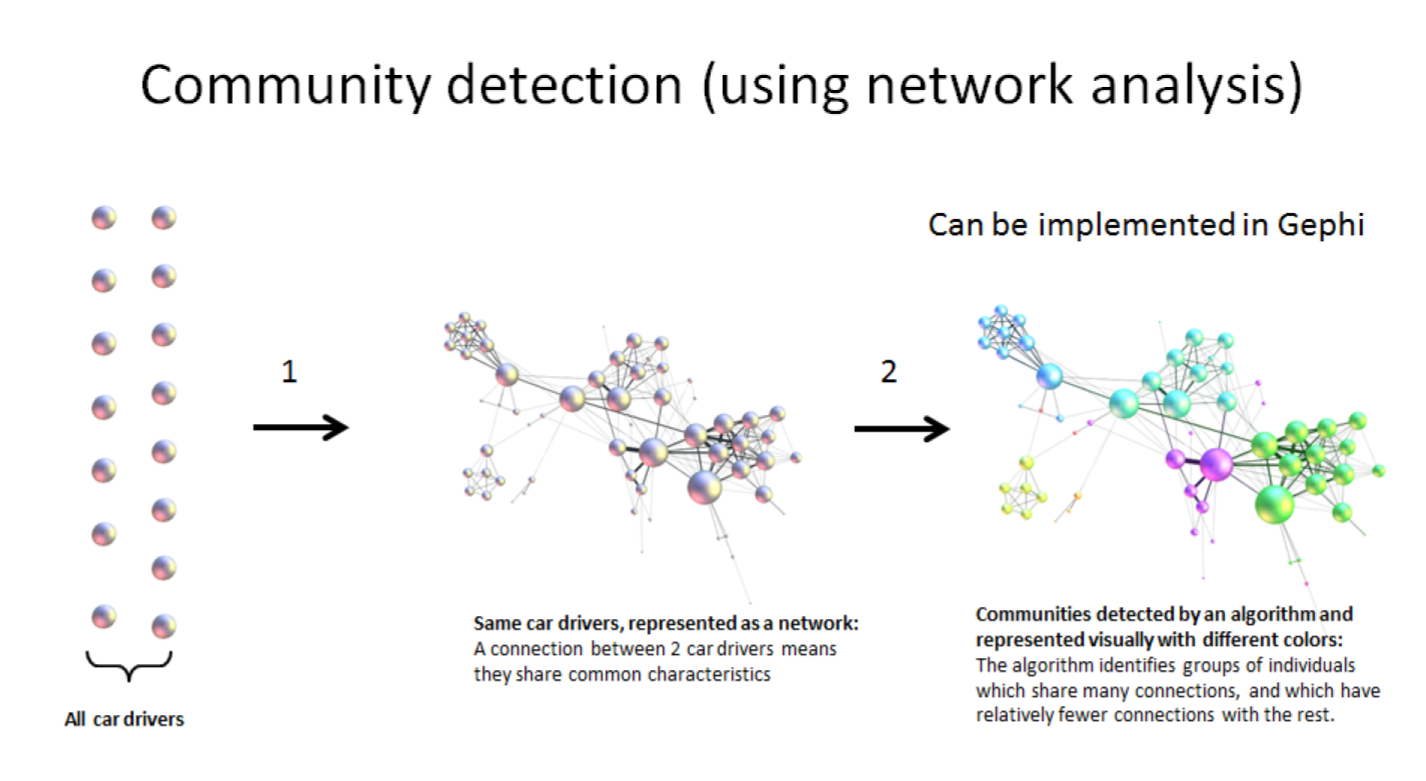 Community detection (using network analysis)
Can be implemented in Gephi
1
2
Same car drivers, represented as a network:
A connection between 2 car drivers means
they share common characteristics
Communities detected by an algorithm and
represented visually with different colors:
The algorithm identifies groups of individuals
which share many connections, and which have
relatively fewer connections with the rest.
All car drivers